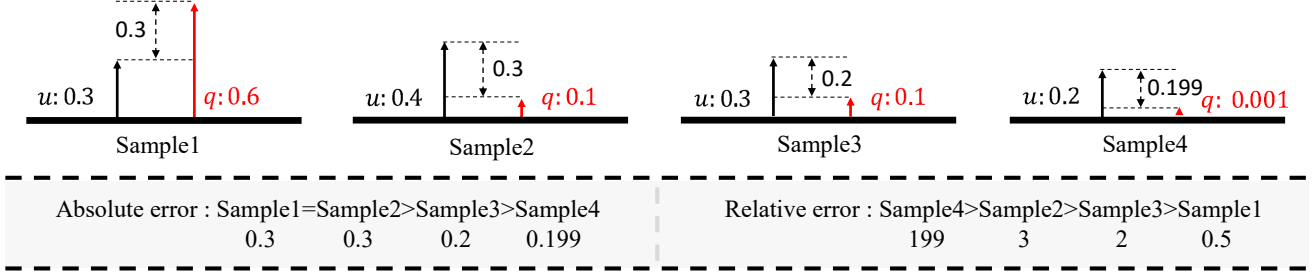 0.3
u: 0.3
q: 0.6
Sample1
0.3
u: 0.4
q: 0.1
Sample2
0.2
u: 0.3
q: 0.1
Sample3
0.199
u: 0.2
q: 0.001
Sample4
Absolute error : Sample1=Sample2>Sample3>Sample4
0.3 0.3 0.2 0.199
Relative error : Sample4>Sample2>Sample3>Sample1
199 3 2 0.5